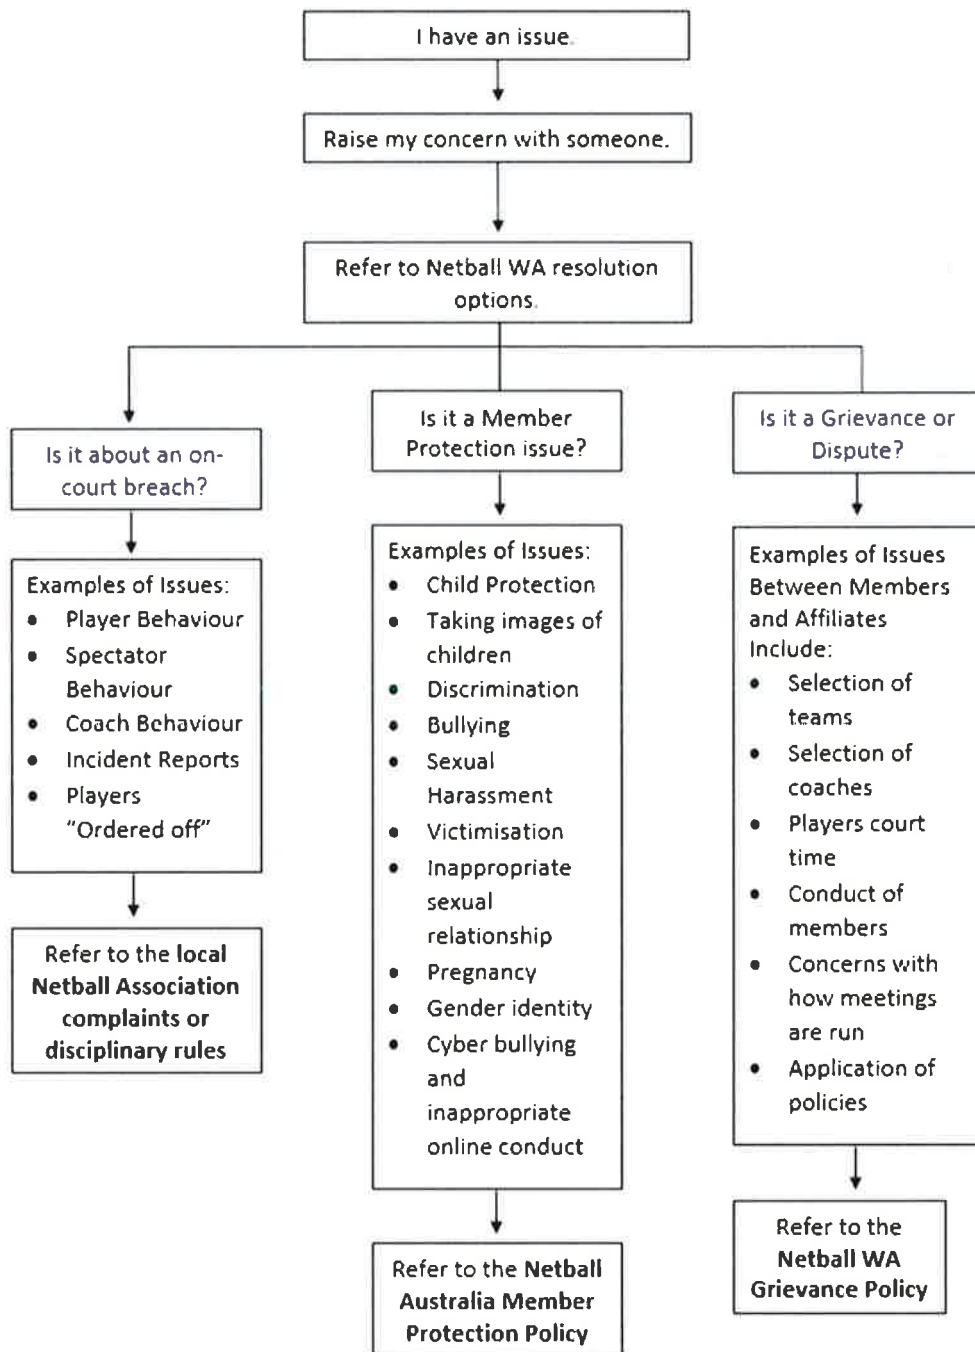 I have an issue.
Raise my concern with someone.
Refer to Netball WA resolution
options.
Is it about an on-
court breach?
Examples of Issues:
• Player Behaviour
• Spectator
Behaviour
• Coach Behaviour
• Incident Reports
• Players
“Ordered off”
Refer to the local
Netball Association
complaints or
disciplinary rules
Is it a Member
Protection issue?
Examples of Issues:
• Child Protection
• Taking images of
children
• Discrimination
• Bullying
• Sexual
Harassment
• Victimisation
• Inappropriate
sexual
relationship
• Pregnancy
• Gender identity
• Cyber bullying
and
inappropriate
online conduct
Refer to the Netball
Australia Member
Protection Policy
Is it a Grievance or
Dispute?
Examples of Issues
Between Members
and Affiliates
Include:
• Selection of
teams
• Selection of
coaches
• Players court
time
• Conduct of
members
• Concerns with
how meetings
are run
• Application of
policies
Refer to the
Netball WA
Grievance Policy